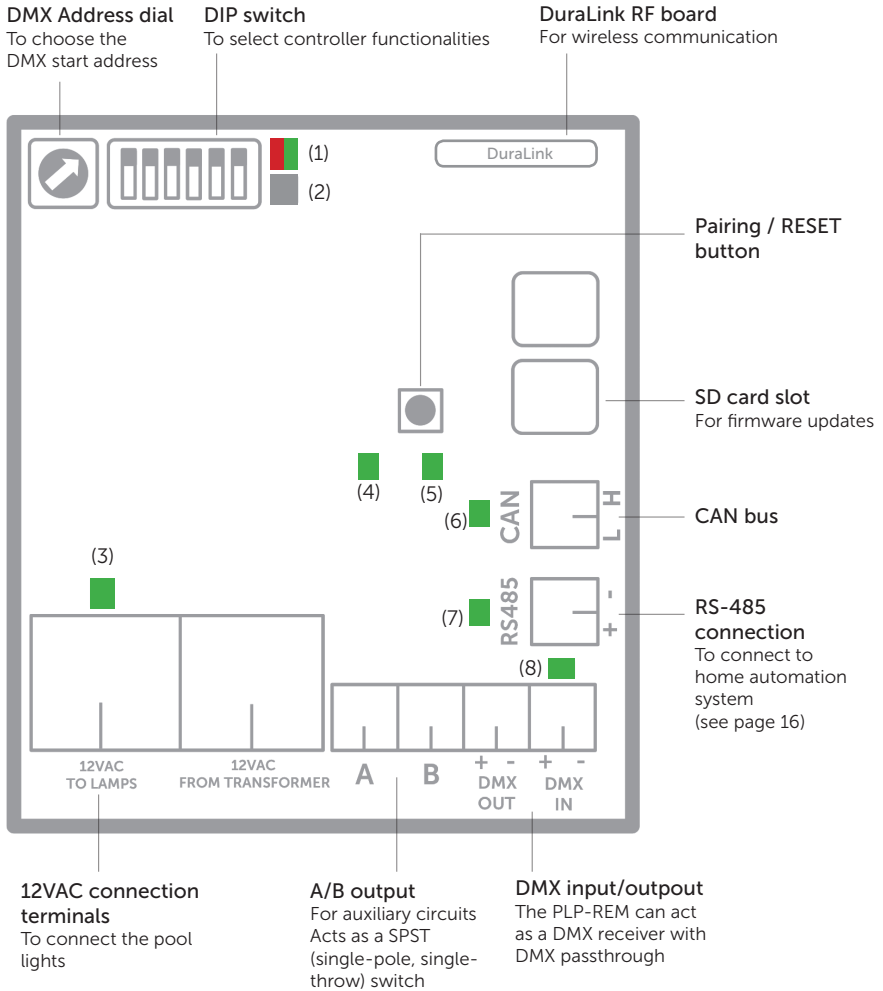 DMX Address dial
To choose the
DMX start address
DIP switch
To select controller functionalities
DuraLink RF board
For wireless communication
(1)
(2)
DuraLink
Pairing / RESET
button
SD card slot
For firmware updates
(4)
(5)
(6)
CAN
H
L
CAN bus
(3)
(7)
RS485
-
+
RS-485
connection
To connect to
home automation
system
(see page 16)
(8)
12VAC
TO LAMPS
12VAC
FROM TRANSFORMER
A
B
+ -
DMX
OUT
+ -
DMX
IN
12VAC connection
terminals
To connect the pool
lights
A/B output
For auxiliary circuits
Acts as a SPST
(single-pole, single-
throw) switch
DMX input/outpout
The PLP-REM can act
as a DMX receiver with
DMX passthrough